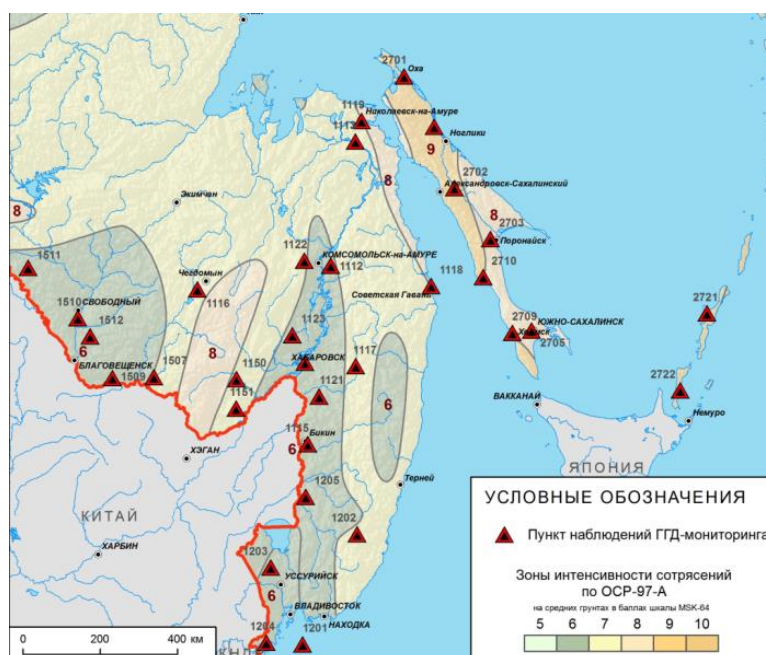 2701
Оха
1119
Николаевск-на-Амуре
1113
Ноглики
9
2702
Александровск-Сахалинский
8
8
2703
Поронайск
Экимчан
8
1511
1122
КОМСОМОЛЬСК-на-АМУРЕ
1112
Чегдомын
1116
1118
2710
Советская Гавань
1510
СВОБОДНЫЙ
1512
6
1123
8
2709
ЮЖНО-САХАЛИНСК
Холмск
2705
2721
БЛАГОВЕЩЕНСК
1507
1509
1150
ХАБАРОВСК
1117
1151
1121
6
2722
ВАККАНАЙ
Немуро
1115
6
Бикин
ХЭГАН
ЯПОНИЯ
Терней
1205
КИТАЙ
1202
ХАРБИН
1203
УССУРИЙСК
6
ВЛАДИВОСТОК
1204
1201
НАХОДКА
0 200 400 км
УСЛОВНЫЕ ОБОЗНАЧЕНИЯ
Пункт наблюдений ГГД-мониторинга
Зоны интенсивности сотрясений
по ОСР-97-А
на средних грунтах в баллах шкалы MSK-64
5 6 7 8 9 10